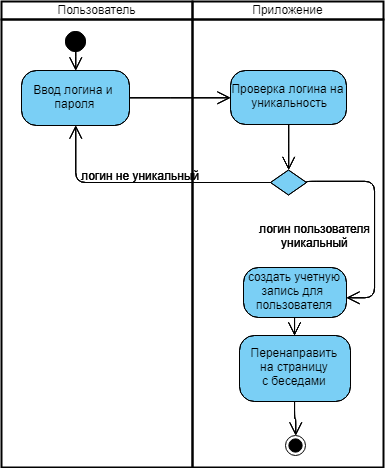 Пользователь
Приложение
Ввод логина и
пароля
Проверка логина на
уникальность
логин не уникальный
логин пользователя
уникальный
создать учетную
запись для
пользователя
Перенаправить
на страницу
с беседами